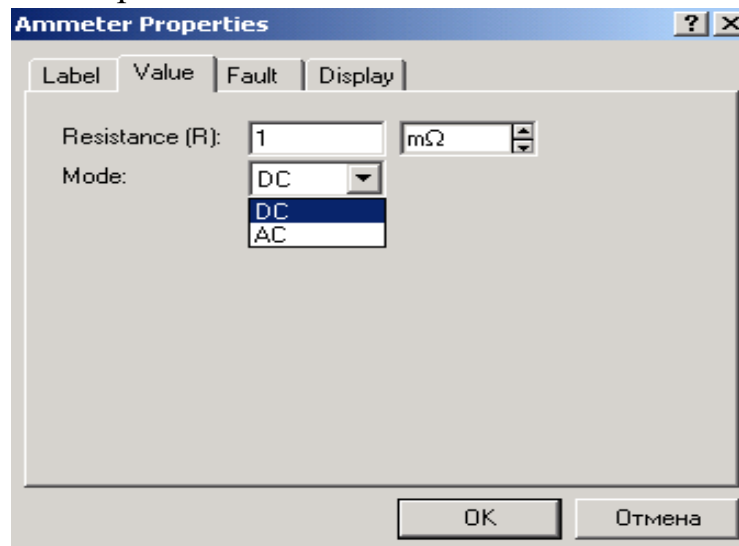 Ammeter Properties
Label Value Fault Display
Resistance (R): 1 mΩ
Mode: DC
DC
AC
OK Отмена